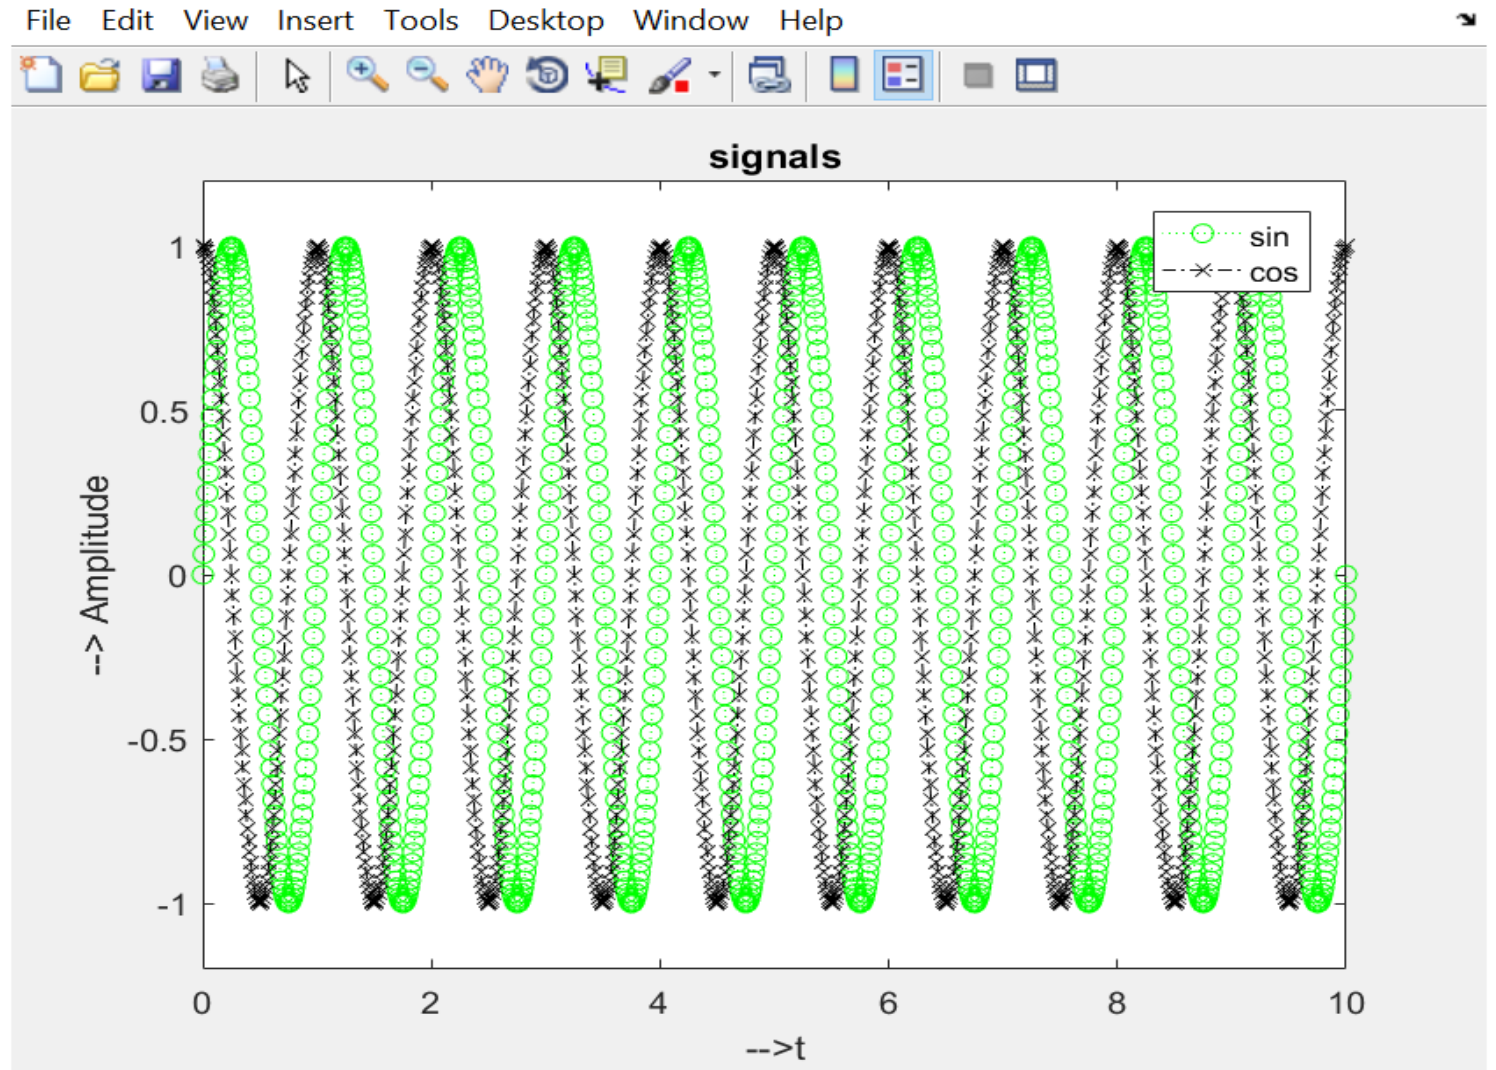 File Edit View Insert Tools Desktop Window Help
signals
sin
cos
1
0.5
0
-0.5
-1
--> Amplitude
0 2 4 6 8 10
-->t